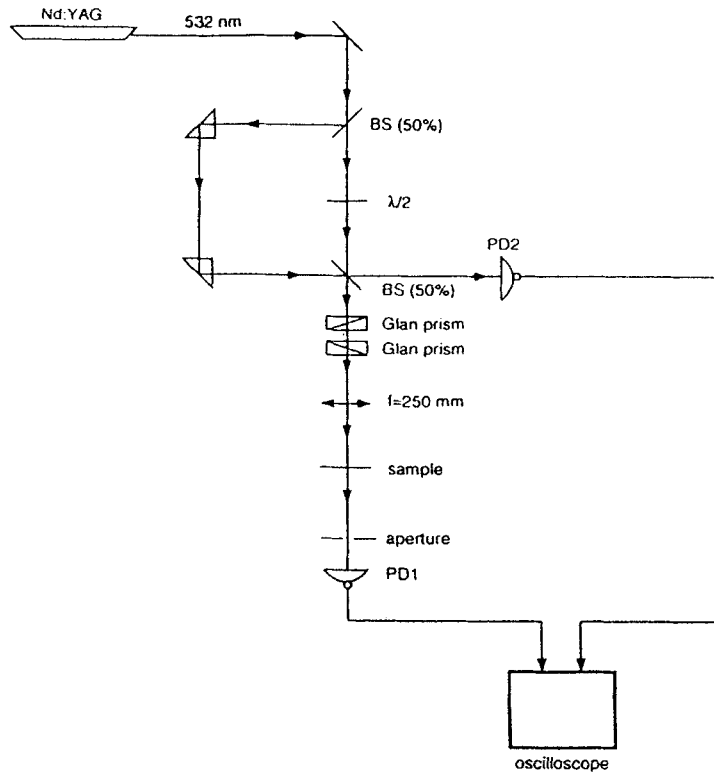 Nd:YAG
532 nm
BS (50%)
λ/2
PD2
BS (50%)
Glan prism
Glan prism
f=250 mm
sample
aperture
PD1
oscilloscope